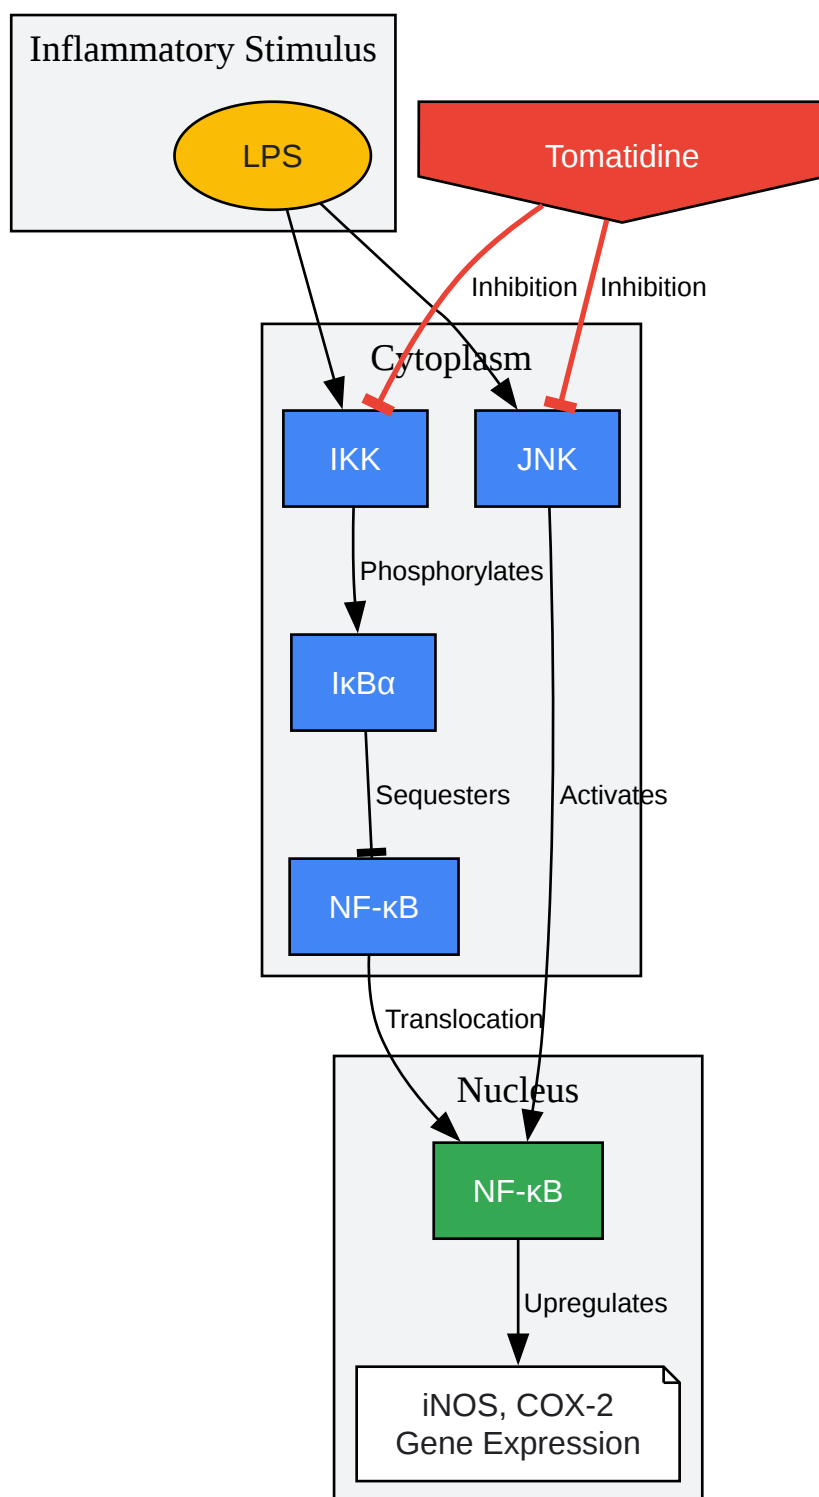 Inflammatory Stimulus
LPS
Tomatidine
Inhibition
Inhibition
Cytoplasm
IKK
JNK
Phosphorylates
IκBα
Sequesters
Activates
NF-κB
Translocation
Nucleus
NF-κB
Upregulates
iNOS, COX-2
Gene Expression